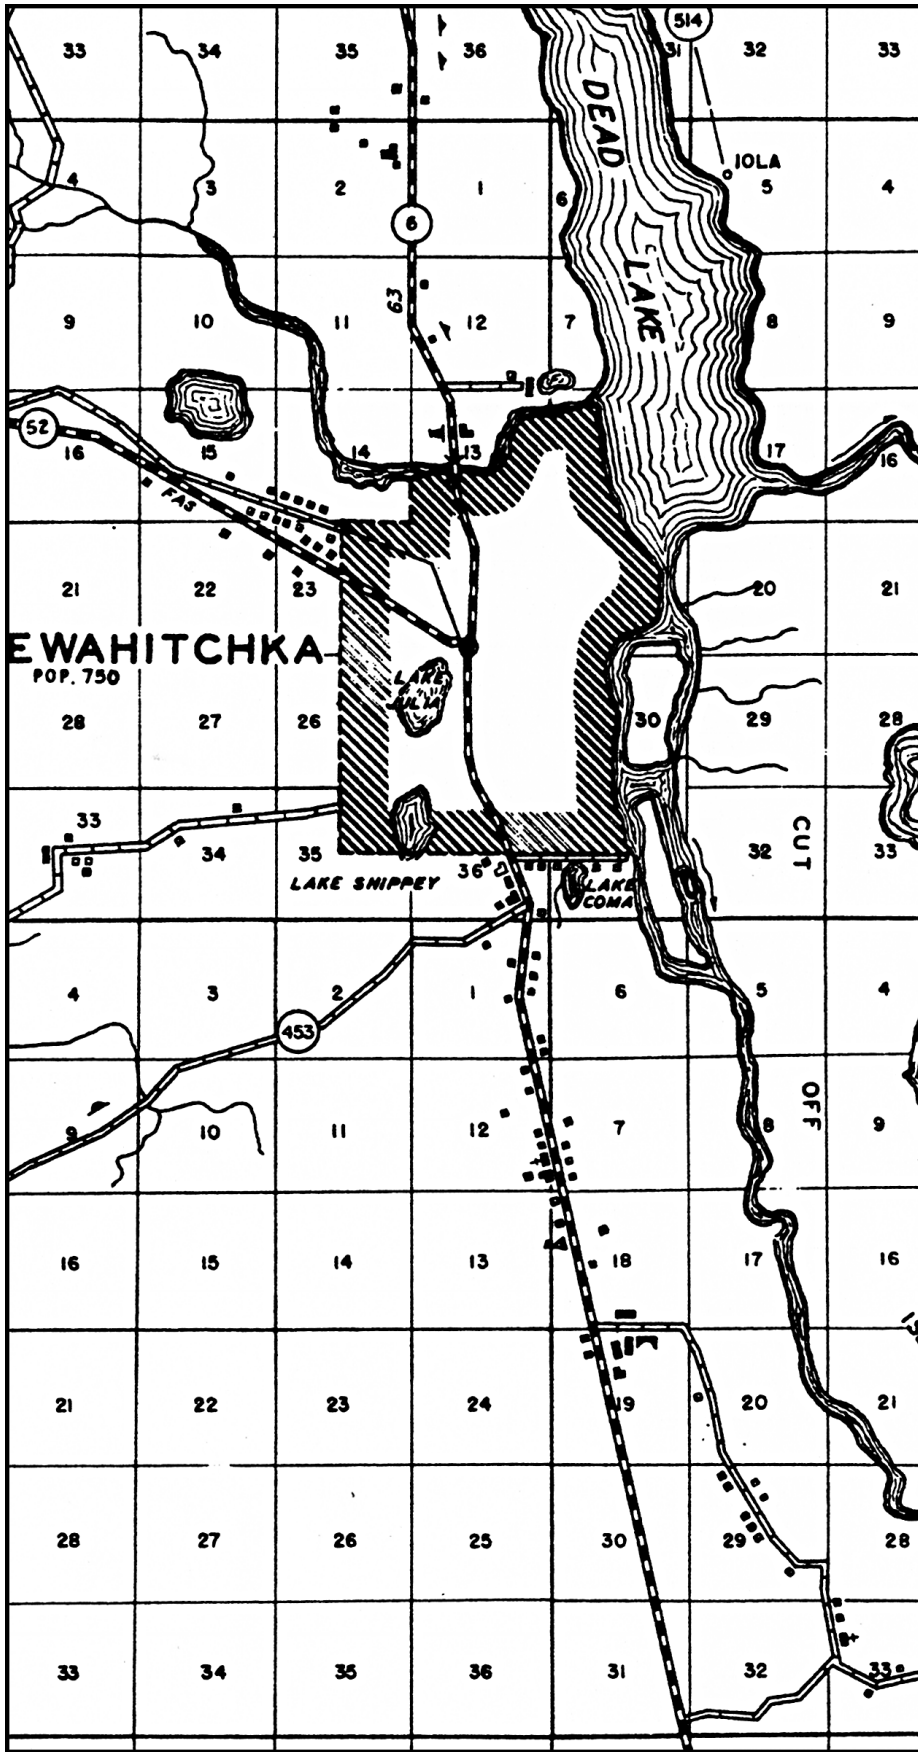 33 34 35 36 31 514 32 33
DEAD
LAKE
IOLA
4 3 2 1 6 5 4
6
63
9 10 11 12 7 8 9
52
16 15 14 13 17 16
FAS
21 22 23 20 21
EWAHITCHKA
POP. 750
LAKE
JULIA
28 27 26 30 29 28
CUT
33 34 35 36 32 33
LAKE SHIPPEY
LAKE
COMA
4 3 2 1 6 5 4
453
OFF
9 10 11 12 7 8 9
16 15 14 13 18 17 16
21 22 23 24 19 20 21
28 27 26 25 30 29 28
33 34 35 36 31 32 33